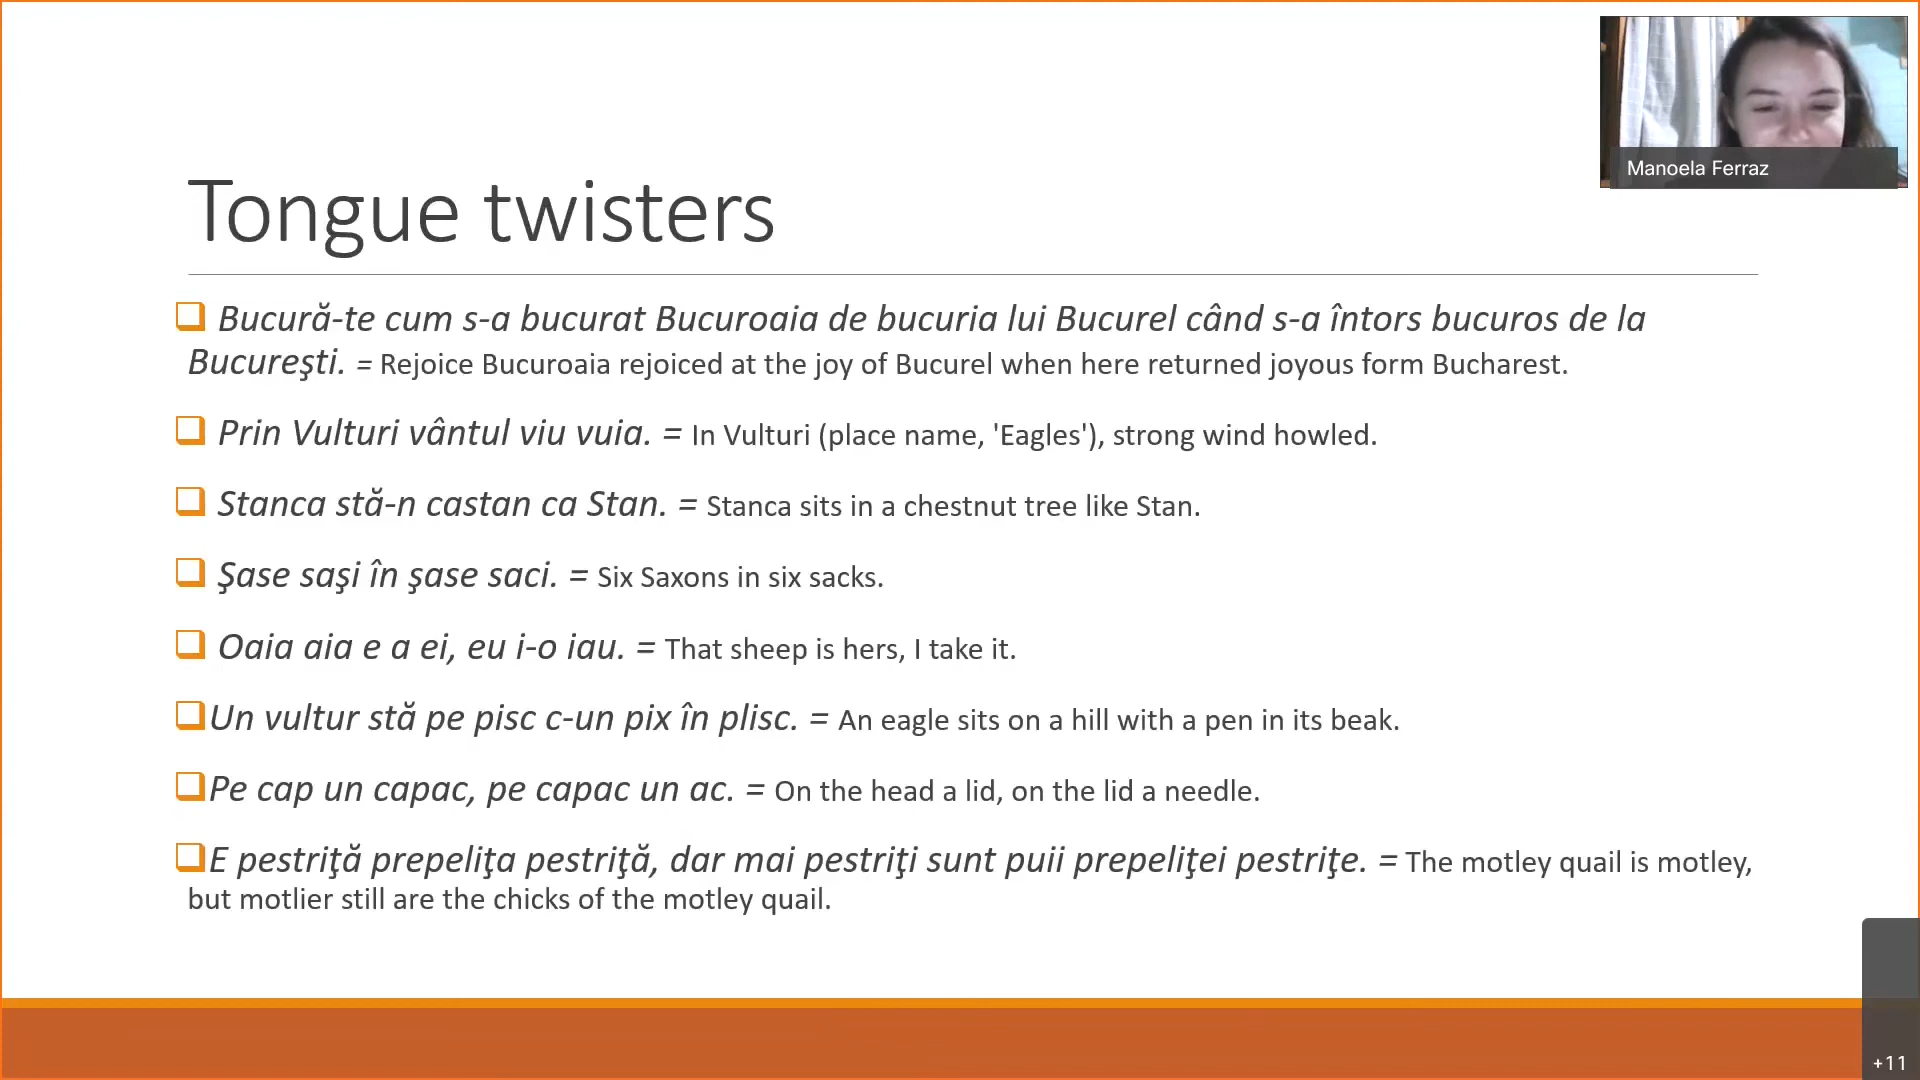 Manoela Ferraz
Tongue twisters
Bucură-te cum s-a bucurat Bucuroaia de bucuria lui Bucurel când s-a întors bucuros de la
Bucureşti. = Rejoice Bucuroaia rejoiced at the joy of Bucurel when here returned joyous form Bucharest.
Prin Vulturi vântul viu vuia. = In Vulturi (place name, 'Eagles'), strong wind howled.
Stanca stă-n castan ca Stan. = Stanca sits in a chestnut tree like Stan.
Şase saşi în şase saci. = Six Saxons in six sacks.
Oaia aia e a ei, eu i-o iau. = That sheep is hers, I take it.
Un vultur stă pe pisc c-un pix în plisc. = An eagle sits on a hill with a pen in its beak.
Pe cap un capac, pe capac un ac. = On the head a lid, on the lid a needle.
E pestriţă prepeliţa pestriţă, dar mai pestriţi sunt puii prepeliţei pestriţe. = The motley quail is motley,
but motlier still are the chicks of the motley quail.
+11